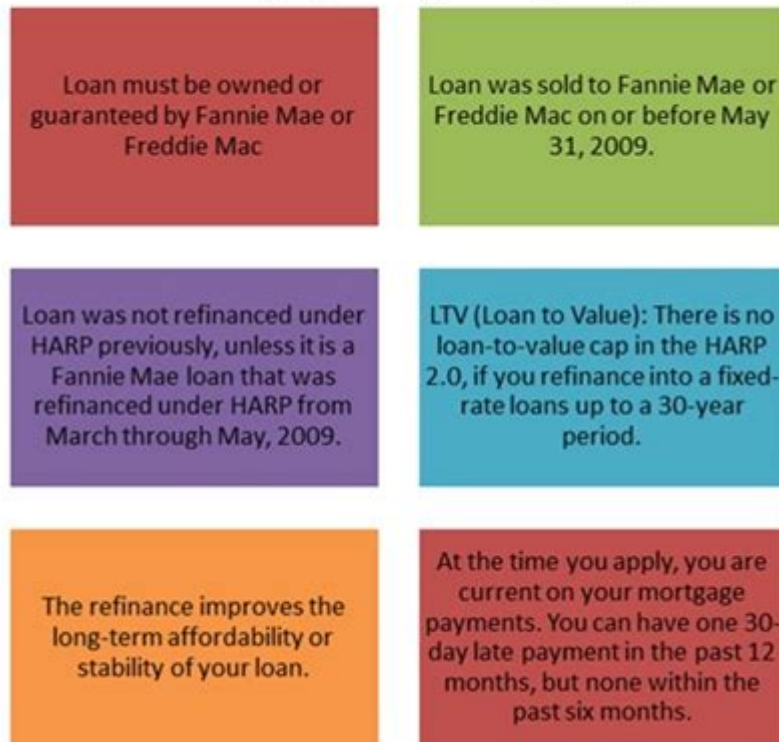 Loan must be owned or
guaranteed by Fannie Mae or
Freddie Mac
Loan was sold to Fannie Mae or
Freddie Mac on or before May
31, 2009.
Loan was not refinanced under
HARP previously, unless it is a
Fannie Mae loan that was
refinanced under HARP from
March through May, 2009.
LTV (Loan to Value): There is no
loan-to-value cap in the HARP
2.0, if you refinance into a fixed-
rate loans up to a 30-year
period.
The refinance improves the
long-term affordability or
stability of your loan.
At the time you apply, you are
current on your mortgage
payments. You can have one 30-
day late payment in the past 12
months, but none within the
past six months.